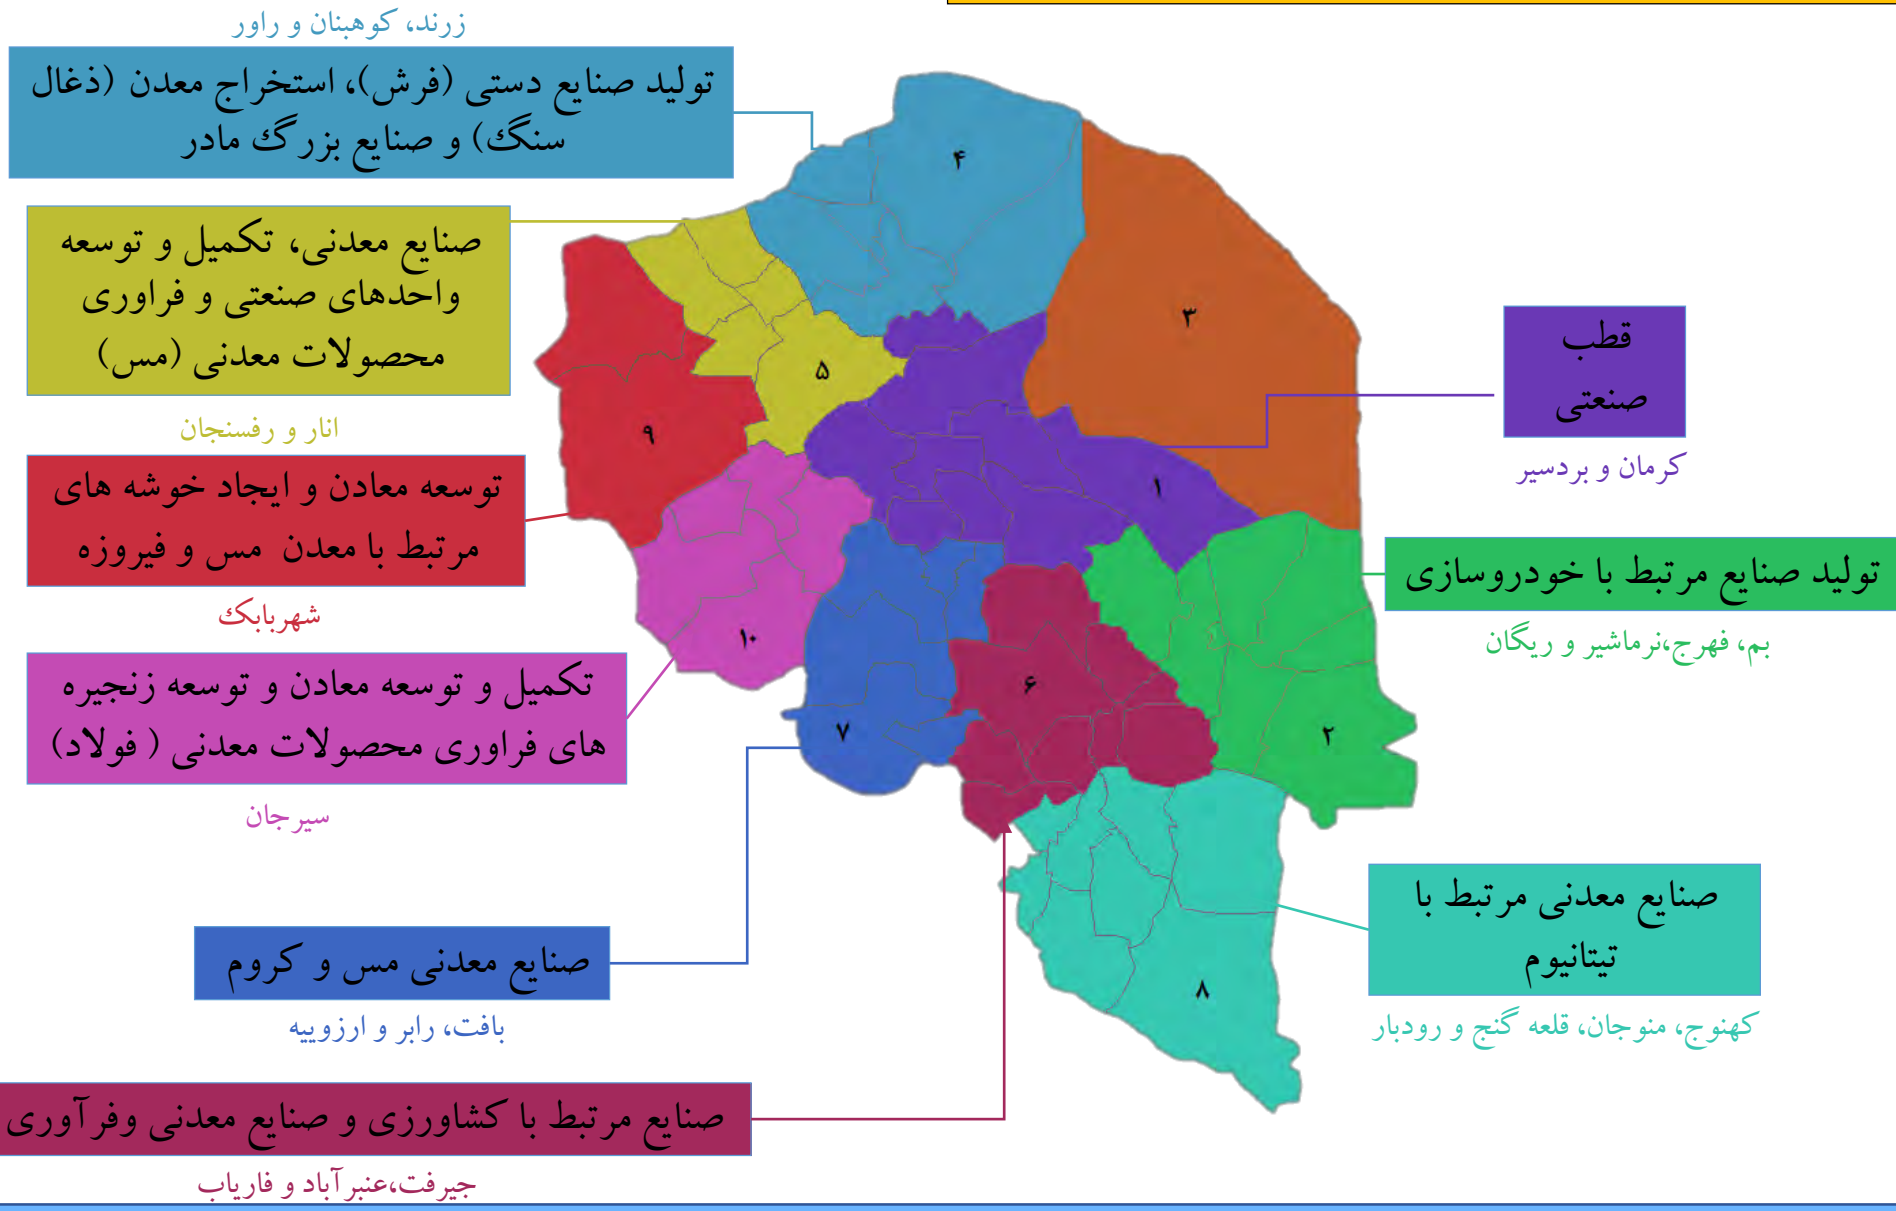 زرند، کوهبنان و راور
تولید صنایع دستی (فرش)، استخراج معدن (ذغال
سنگ) و صنایع بزرگ مادر
صنایع معدنی، تکمیل و توسعه
واحدهای صنعتی و فراوری
محصولات معدنی (مس)
انار و رفسنجان
توسعه معادن و ایجاد خوشه های
مرتبط با معدن مس و فیروزه
شهربابک
تکمیل و توسعه معادن و توسعه زنجیره
های فراوری محصولات معدنی ( فولاد)
سیرجان
صنایع معدنی مس و کروم
بافت، رابر و ارزوییه
صنایع مرتبط با کشاورزی و صنایع معدنی وفرآوری
جیرفت،عنبرآباد و فاریاب
قطب
صنعتی
کرمان و بردسیر
تولید صنایع مرتبط با خودروسازی
بم، فهرج،نرماشیر و ریگان
صنایع معدنی مرتبط با
تیتانیوم
کهنوج، منوجان، قلعه گنج و رودبار
۴
۳
۵
۹
۱
۱۰
۶
۷
۲
۸